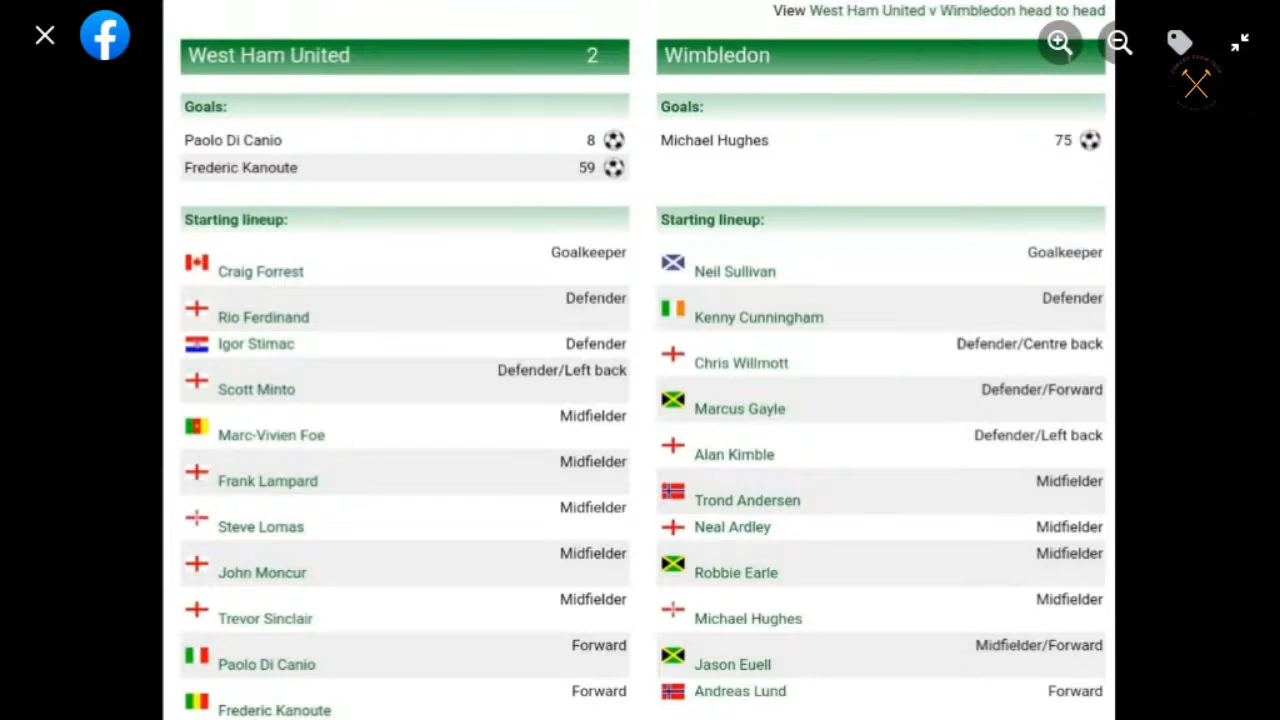 View West Ham United v Wimbledon head to head
West Ham United 2
Wimbledon
Goals:
Paolo Di Canio 8
Frederic Kanoute 59
Goals:
Michael Hughes 75
Starting lineup:
Goalkeeper
Craig Forrest
Defender
Rio Ferdinand
Igor Stimac Defender
Defender/Left back
Scott Minto
Midfielder
Marc-Vivien Foe
Midfielder
Frank Lampard
Midfielder
Steve Lomas
Midfielder
John Moncur
Midfielder
Trevor Sinclair
Forward
Paolo Di Canio
Forward
Frederic Kanoute
Starting lineup:
Goalkeeper
Neil Sullivan
Defender
Kenny Cunningham
Defender/Centre back
Chris Willmott
Defender/Forward
Marcus Gayle
Defender/Left back
Alan Kimble
Midfielder
Trond Andersen
Neal Ardley Midfielder
Midfielder
Robbie Earle
Midfielder
Michael Hughes
Midfielder/Forward
Jason Euell
Andreas Lund Forward